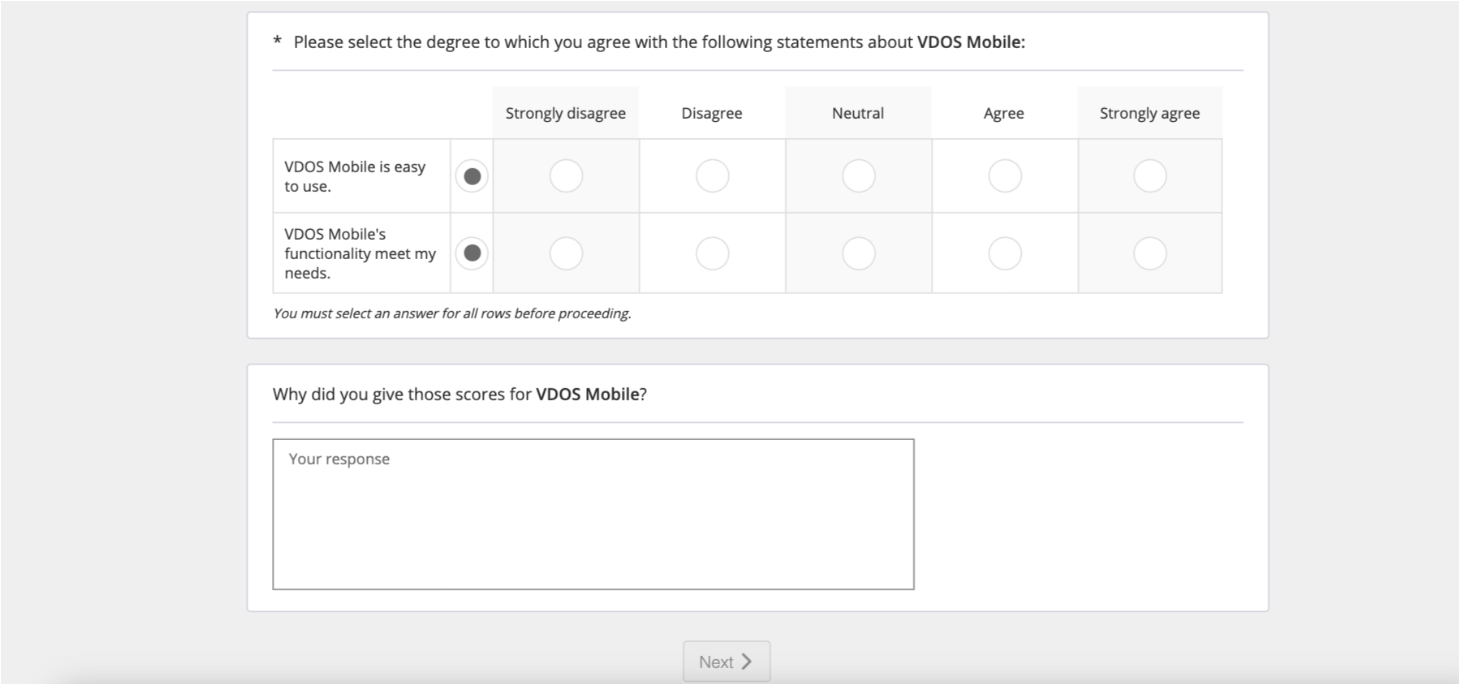 * Please select the degree to which you agree with the following statements about VDOS Mobile:
Strongly disagree Disagree Neutral Agree Strongly agree
VDOS Mobile is easy
to use.
VDOS Mobile's
functionality meet my
needs.
You must select an answer for all rows before proceeding.
Why did you give those scores for VDOS Mobile?
Your response
Next